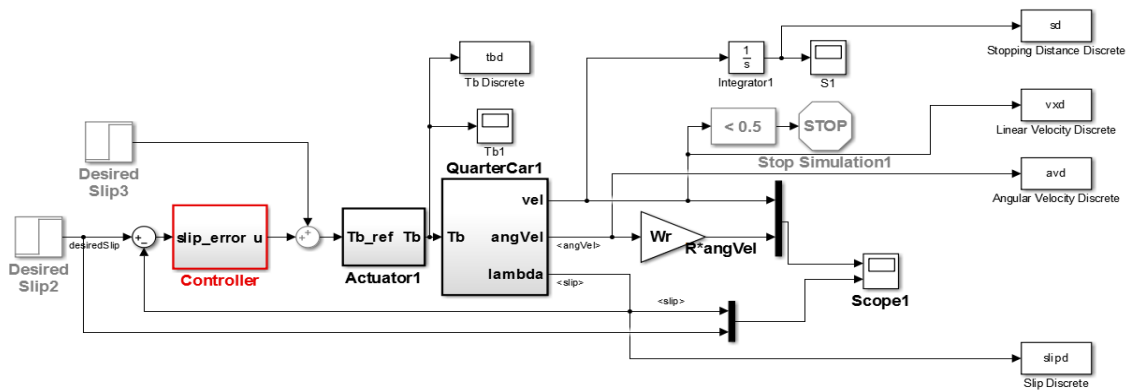 sd
Stopping Distance Discrete
tbd
Tb Discrete
1
s
Integrator1
S1
vxd
Linear Velocity Discrete
< 0.5
STOP
Stop Simulation1
Tb1
Desired
Slip3
QuarterCar1
avd
Angular Velocity Discrete
Desired
Slip2
desiredSlip
+
−
slip_error u
Controller
+
+
Tb_ref Tb
Actuator1
Tb
vel
angVel
<angVel>
lambda
<slip>
Wr
R*angVel
Scope1
<slip>
slipd
Slip Discrete